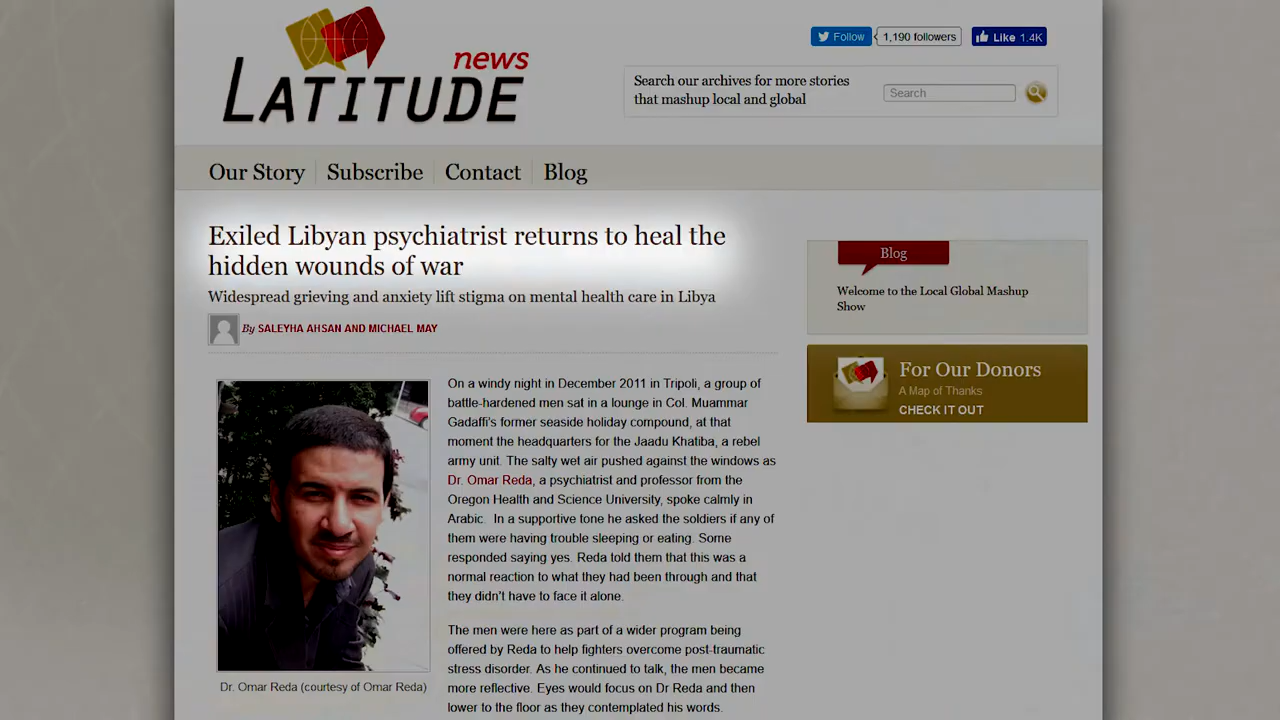 news
LATITUDE
Follow
1,190 followers
Like 1.4K
Search our archives for more stories
that mashup local and global
Search
Our Story
Subscribe
Contact
Blog
Exiled Libyan psychiatrist returns to heal the
hidden wounds of war
Widespread grieving and anxiety lift stigma on mental health care in Libya
By SALEYHA AHSAN AND MICHAEL MAY
On a windy night in December 2011 in Tripoli, a group of
battle-hardened men sat in a lounge in Col. Muammar
Gadaffi's former seaside holiday compound, at that
moment the headquarters for the Jaadu Khatiba, a rebel
army unit. The salty wet air pushed against the windows as
Dr. Omar Reda, a psychiatrist and professor from the
Oregon Health and Science University, spoke calmly in
Arabic. In a supportive tone he asked the soldiers if any of
them were having trouble sleeping or eating. Some
responded saying yes. Reda told them that this was a
normal reaction to what they had been through and that
they didn't have to face it alone.
The men were here as part of a wider program being
offered by Reda to help fighters overcome post-traumatic
stress disorder. As he continued to talk, the men became
more reflective. Eyes would focus on Dr Reda and then
lower to the floor as they contemplated his words.
Dr. Omar Reda (courtesy of Omar Reda)
Blog
Welcome to the Local Global Mashup
Show
For Our Donors
A Map of Thanks
CHECK IT OUT